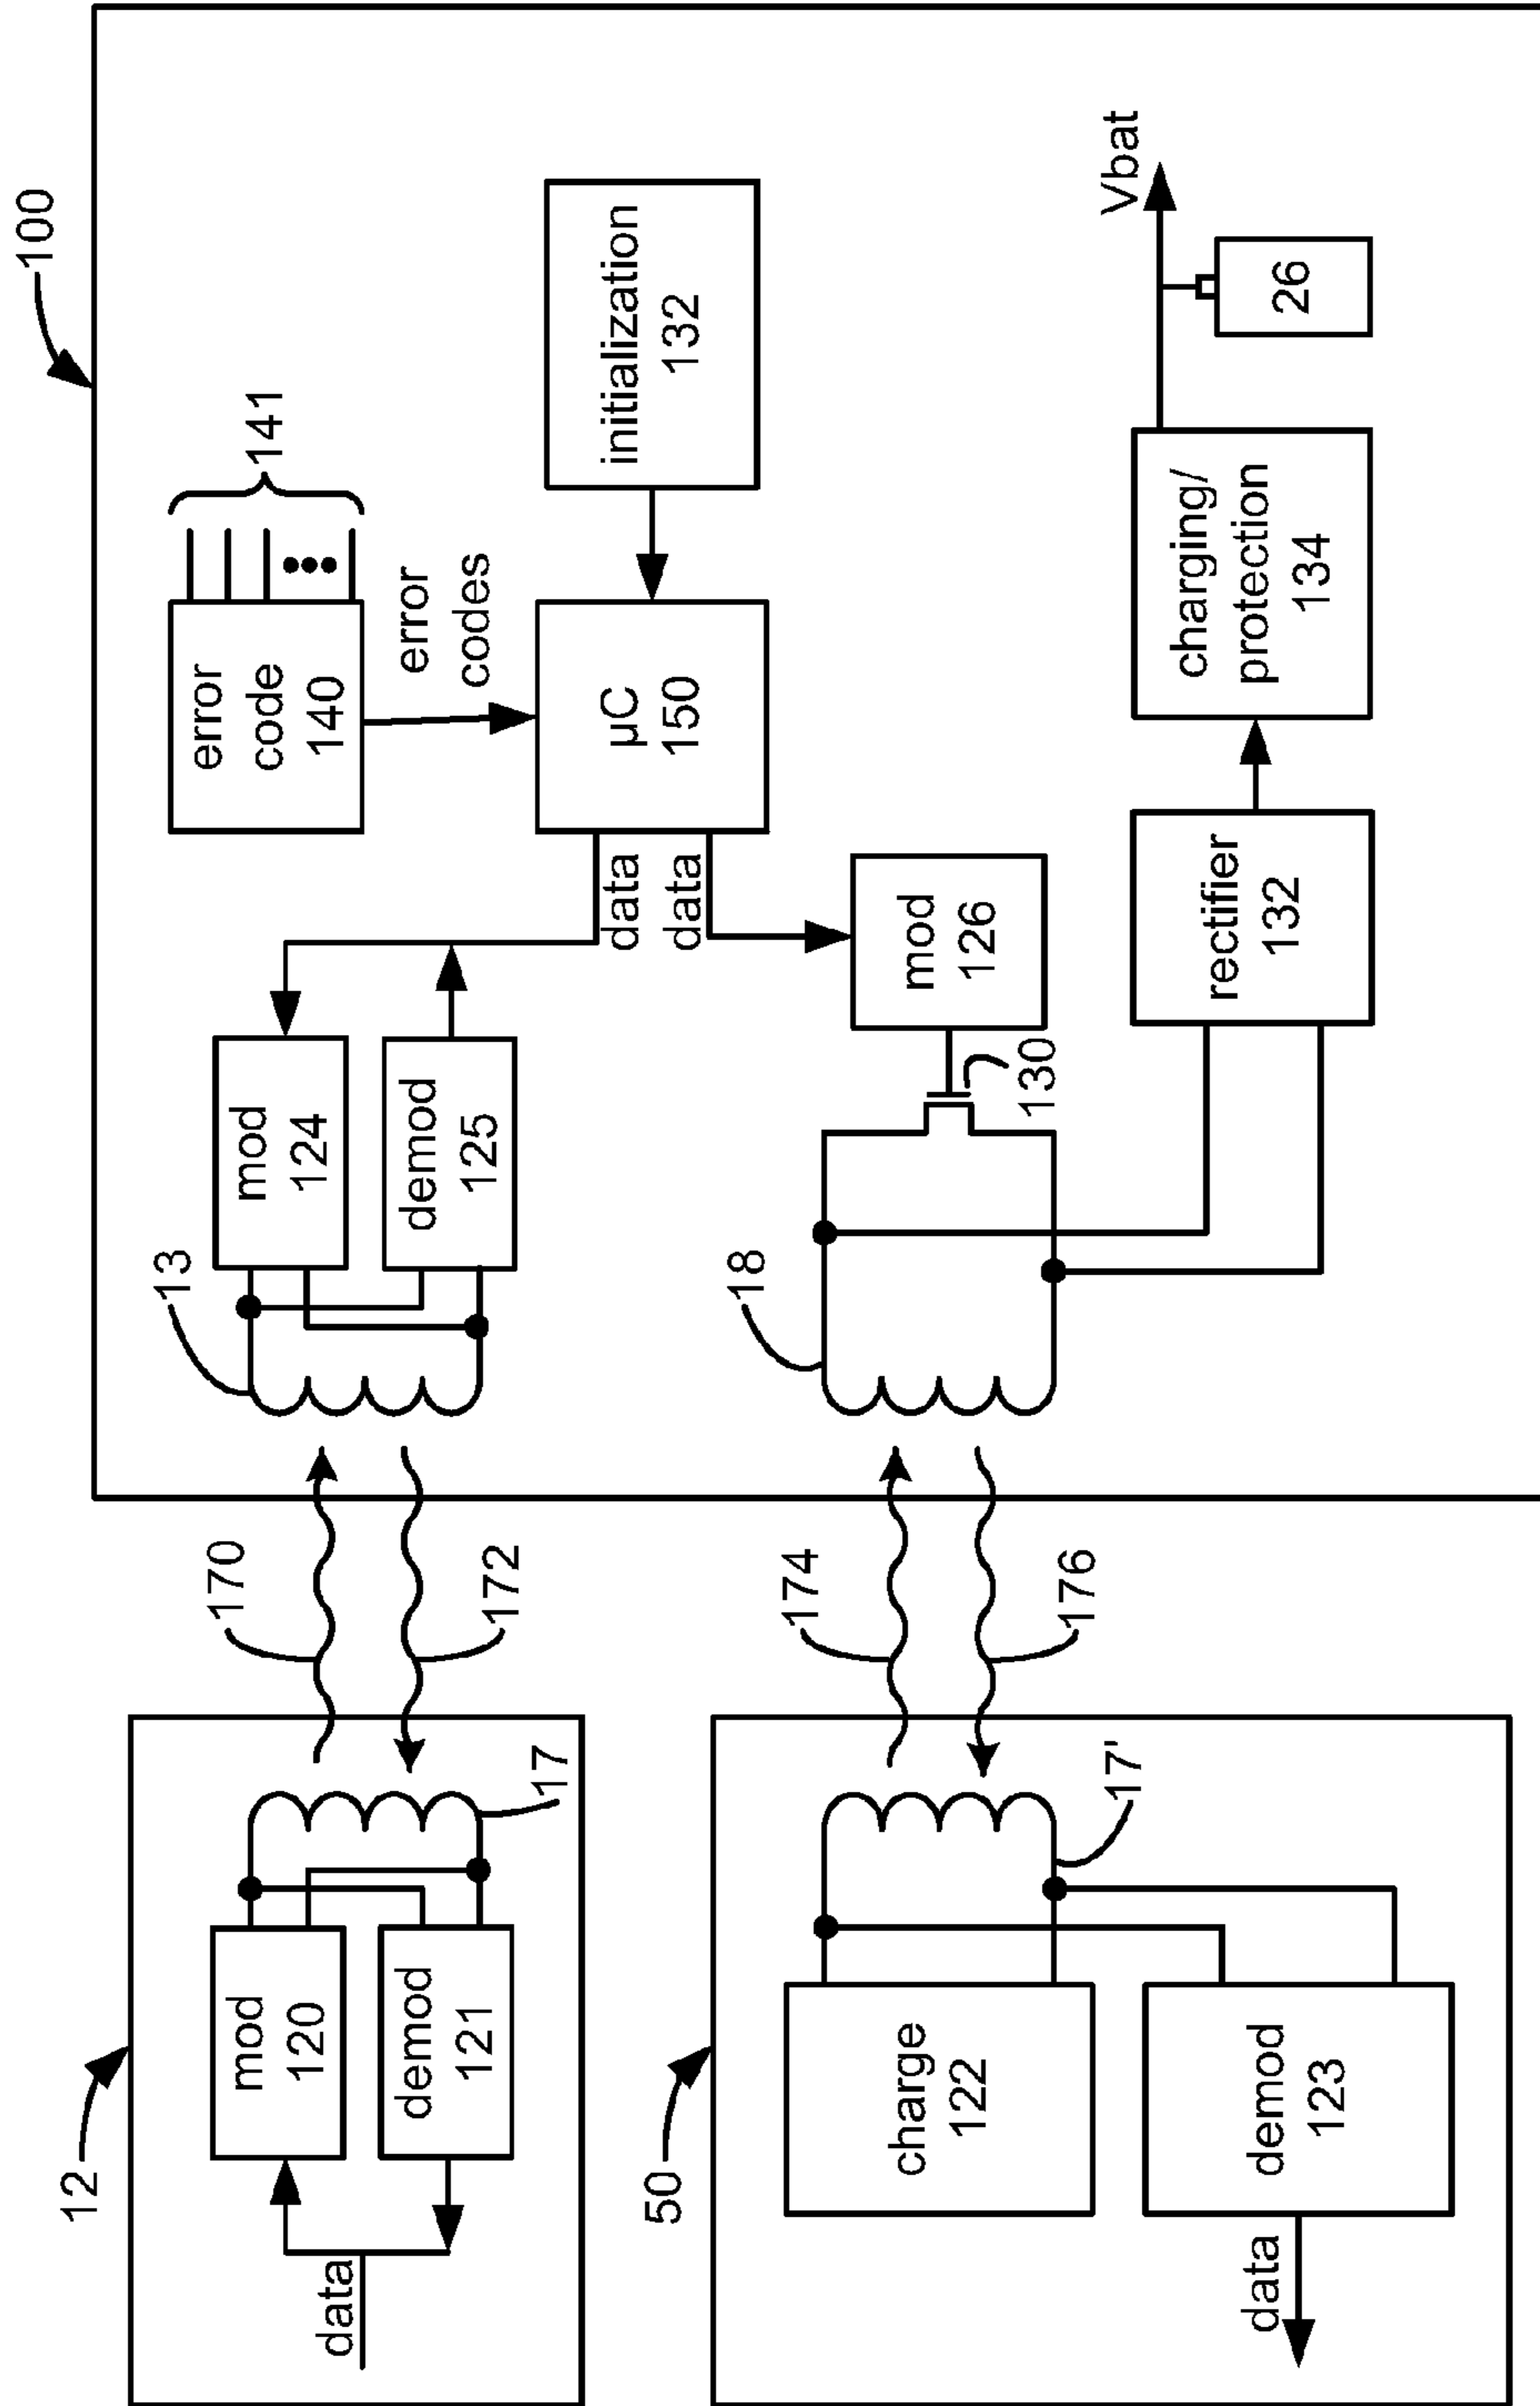 100
12
data
mod
120
demod
121
17
170
172
13
mod
124
demod
125
error
code
140
141
error
codes
data
data
µC
150
initialization
132
50
charge
122
demod
123
data
17'
174
176
18
130
mod
126
rectifier
132
charging/
protection
134
Vbat
26